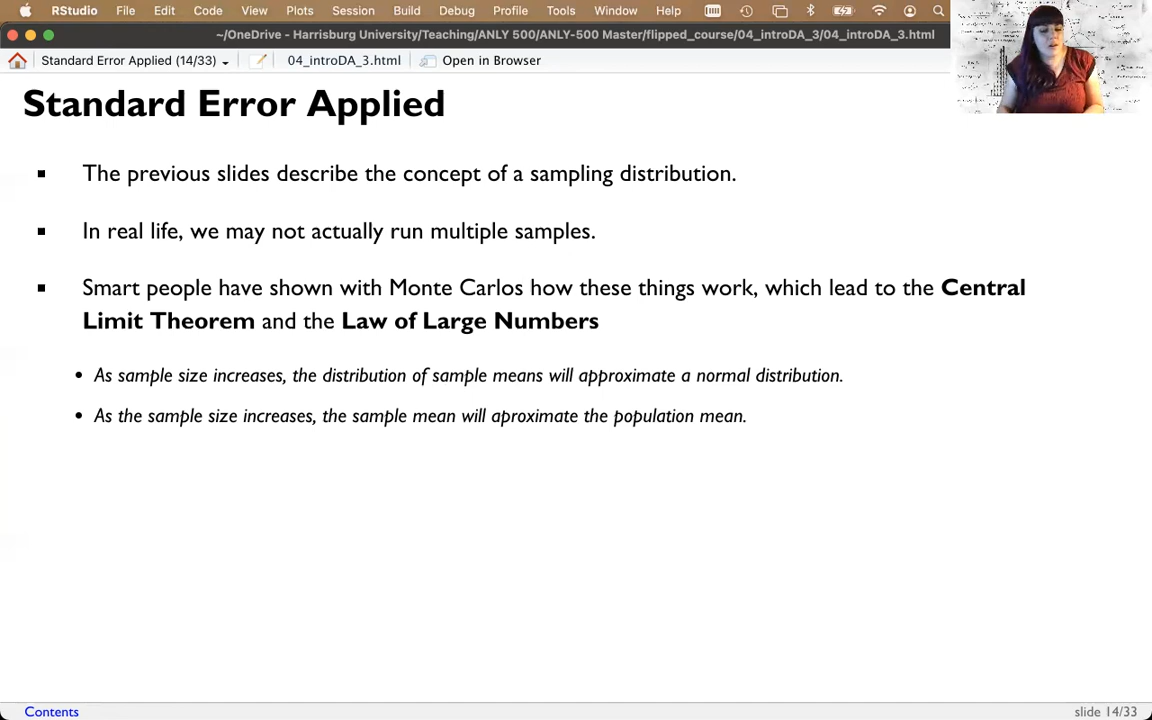 RStudio File Edit Code View Plots Session Build Debug Profile Tools Window Help
~/OneDrive - Harrisburg University/Teaching/ANLY 500/ANLY-500 Master/flipped_course/04_introDA_3/04_introDA_3.html
Standard Error Applied (14/33) 04_introDA_3.html Open in Browser
Standard Error Applied
The previous slides describe the concept of a sampling distribution.
In real life, we may not actually run multiple samples.
Smart people have shown with Monte Carlos how these things work, which lead to the Central
Limit Theorem and the Law of Large Numbers
As sample size increases, the distribution of sample means will approximate a normal distribution.
As the sample size increases, the sample mean will aproximate the population mean.
Contents slide 14/33